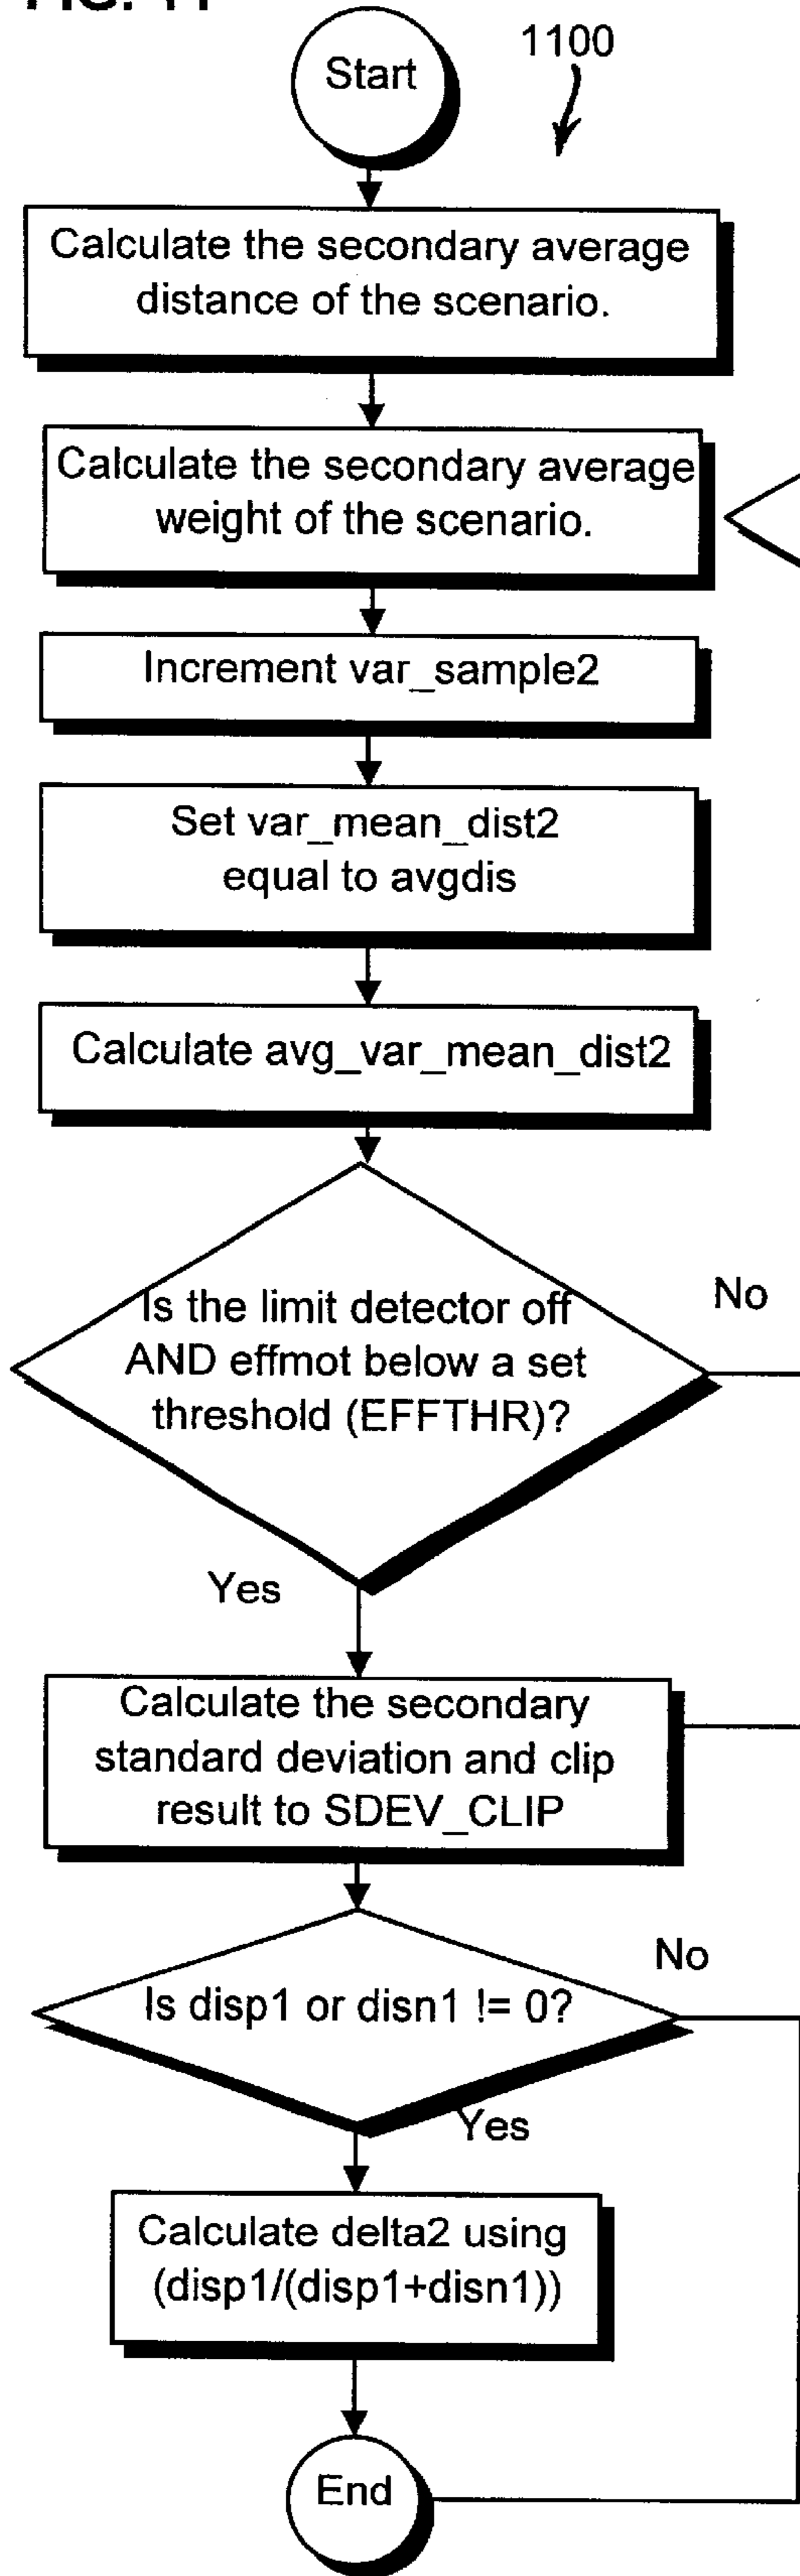 FIG. 11
1100
Start
Calculate the secondary average
distance of the scenario.
Calculate the secondary average
weight of the scenario.
Increment var_sample2
Set var_mean_dist2
equal to avgdis
Calculate avg_var_mean_dist2
Is the limit detector off
AND effmot below a set
threshold (EFFTHR)?
No
Yes
Calculate the secondary
standard deviation and clip
result to SDEV_CLIP
Is disp1 or disn1 != 0?
No
Yes
Calculate delta2 using
(disp1/(disp1+disn1))
End